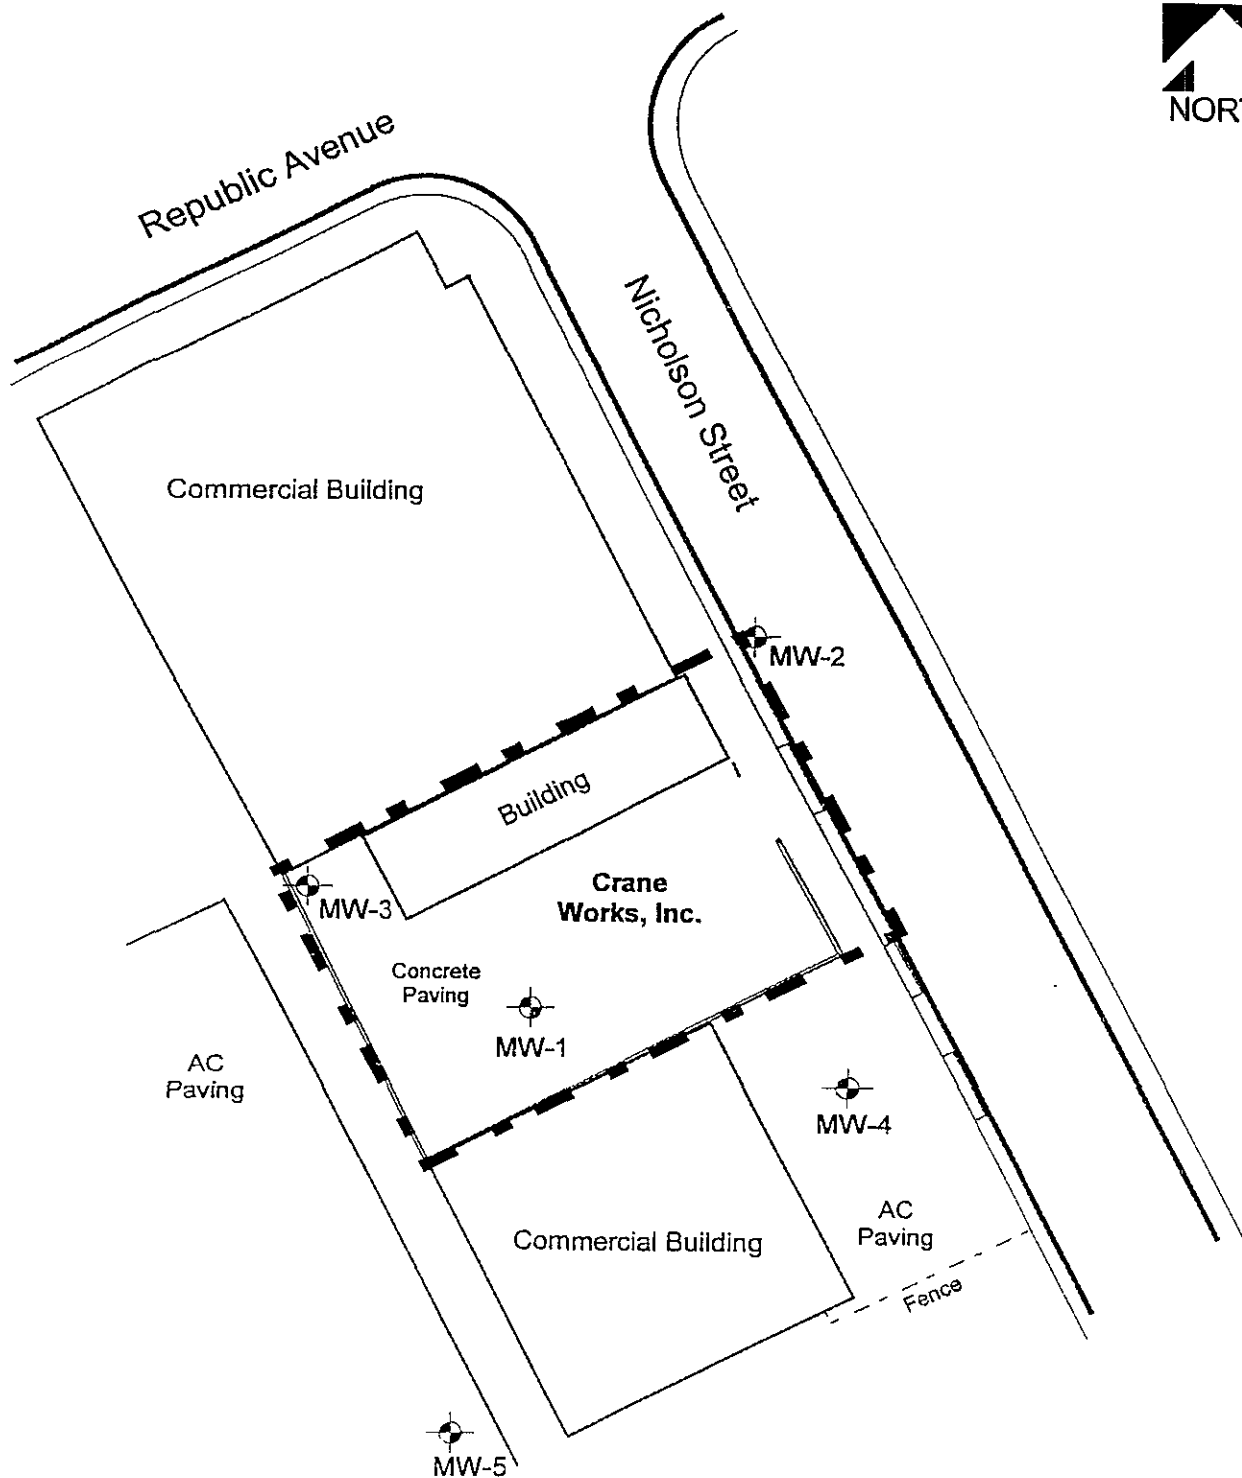 NORT
Republic Avenue
Nicholson Street
Commercial Building
MW-2
Building
Crane
Works, Inc.
MW-3
Concrete
Paving
MW-1
AC
Paving
MW-4
AC
Paving
Commercial Building
Fence
MW-5